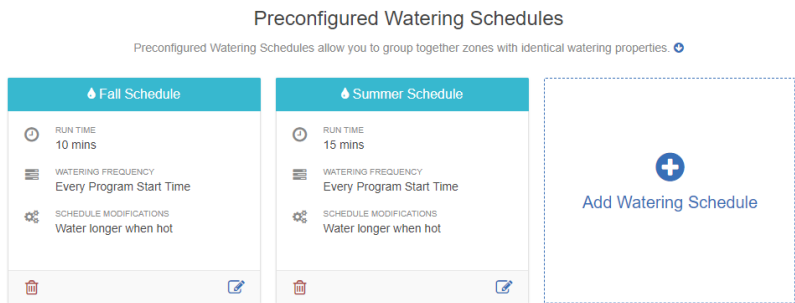 Preconfigured Watering Schedules
Preconfigured Watering Schedules allow you to group together zones with identical watering properties.
Fall Schedule
RUN TIME
10 mins
WATERING FREQUENCY
Every Program Start Time
SCHEDULE MODIFICATIONS
Water longer when hot
Summer Schedule
RUN TIME
15 mins
WATERING FREQUENCY
Every Program Start Time
SCHEDULE MODIFICATIONS
Water longer when hot
Add Watering Schedule